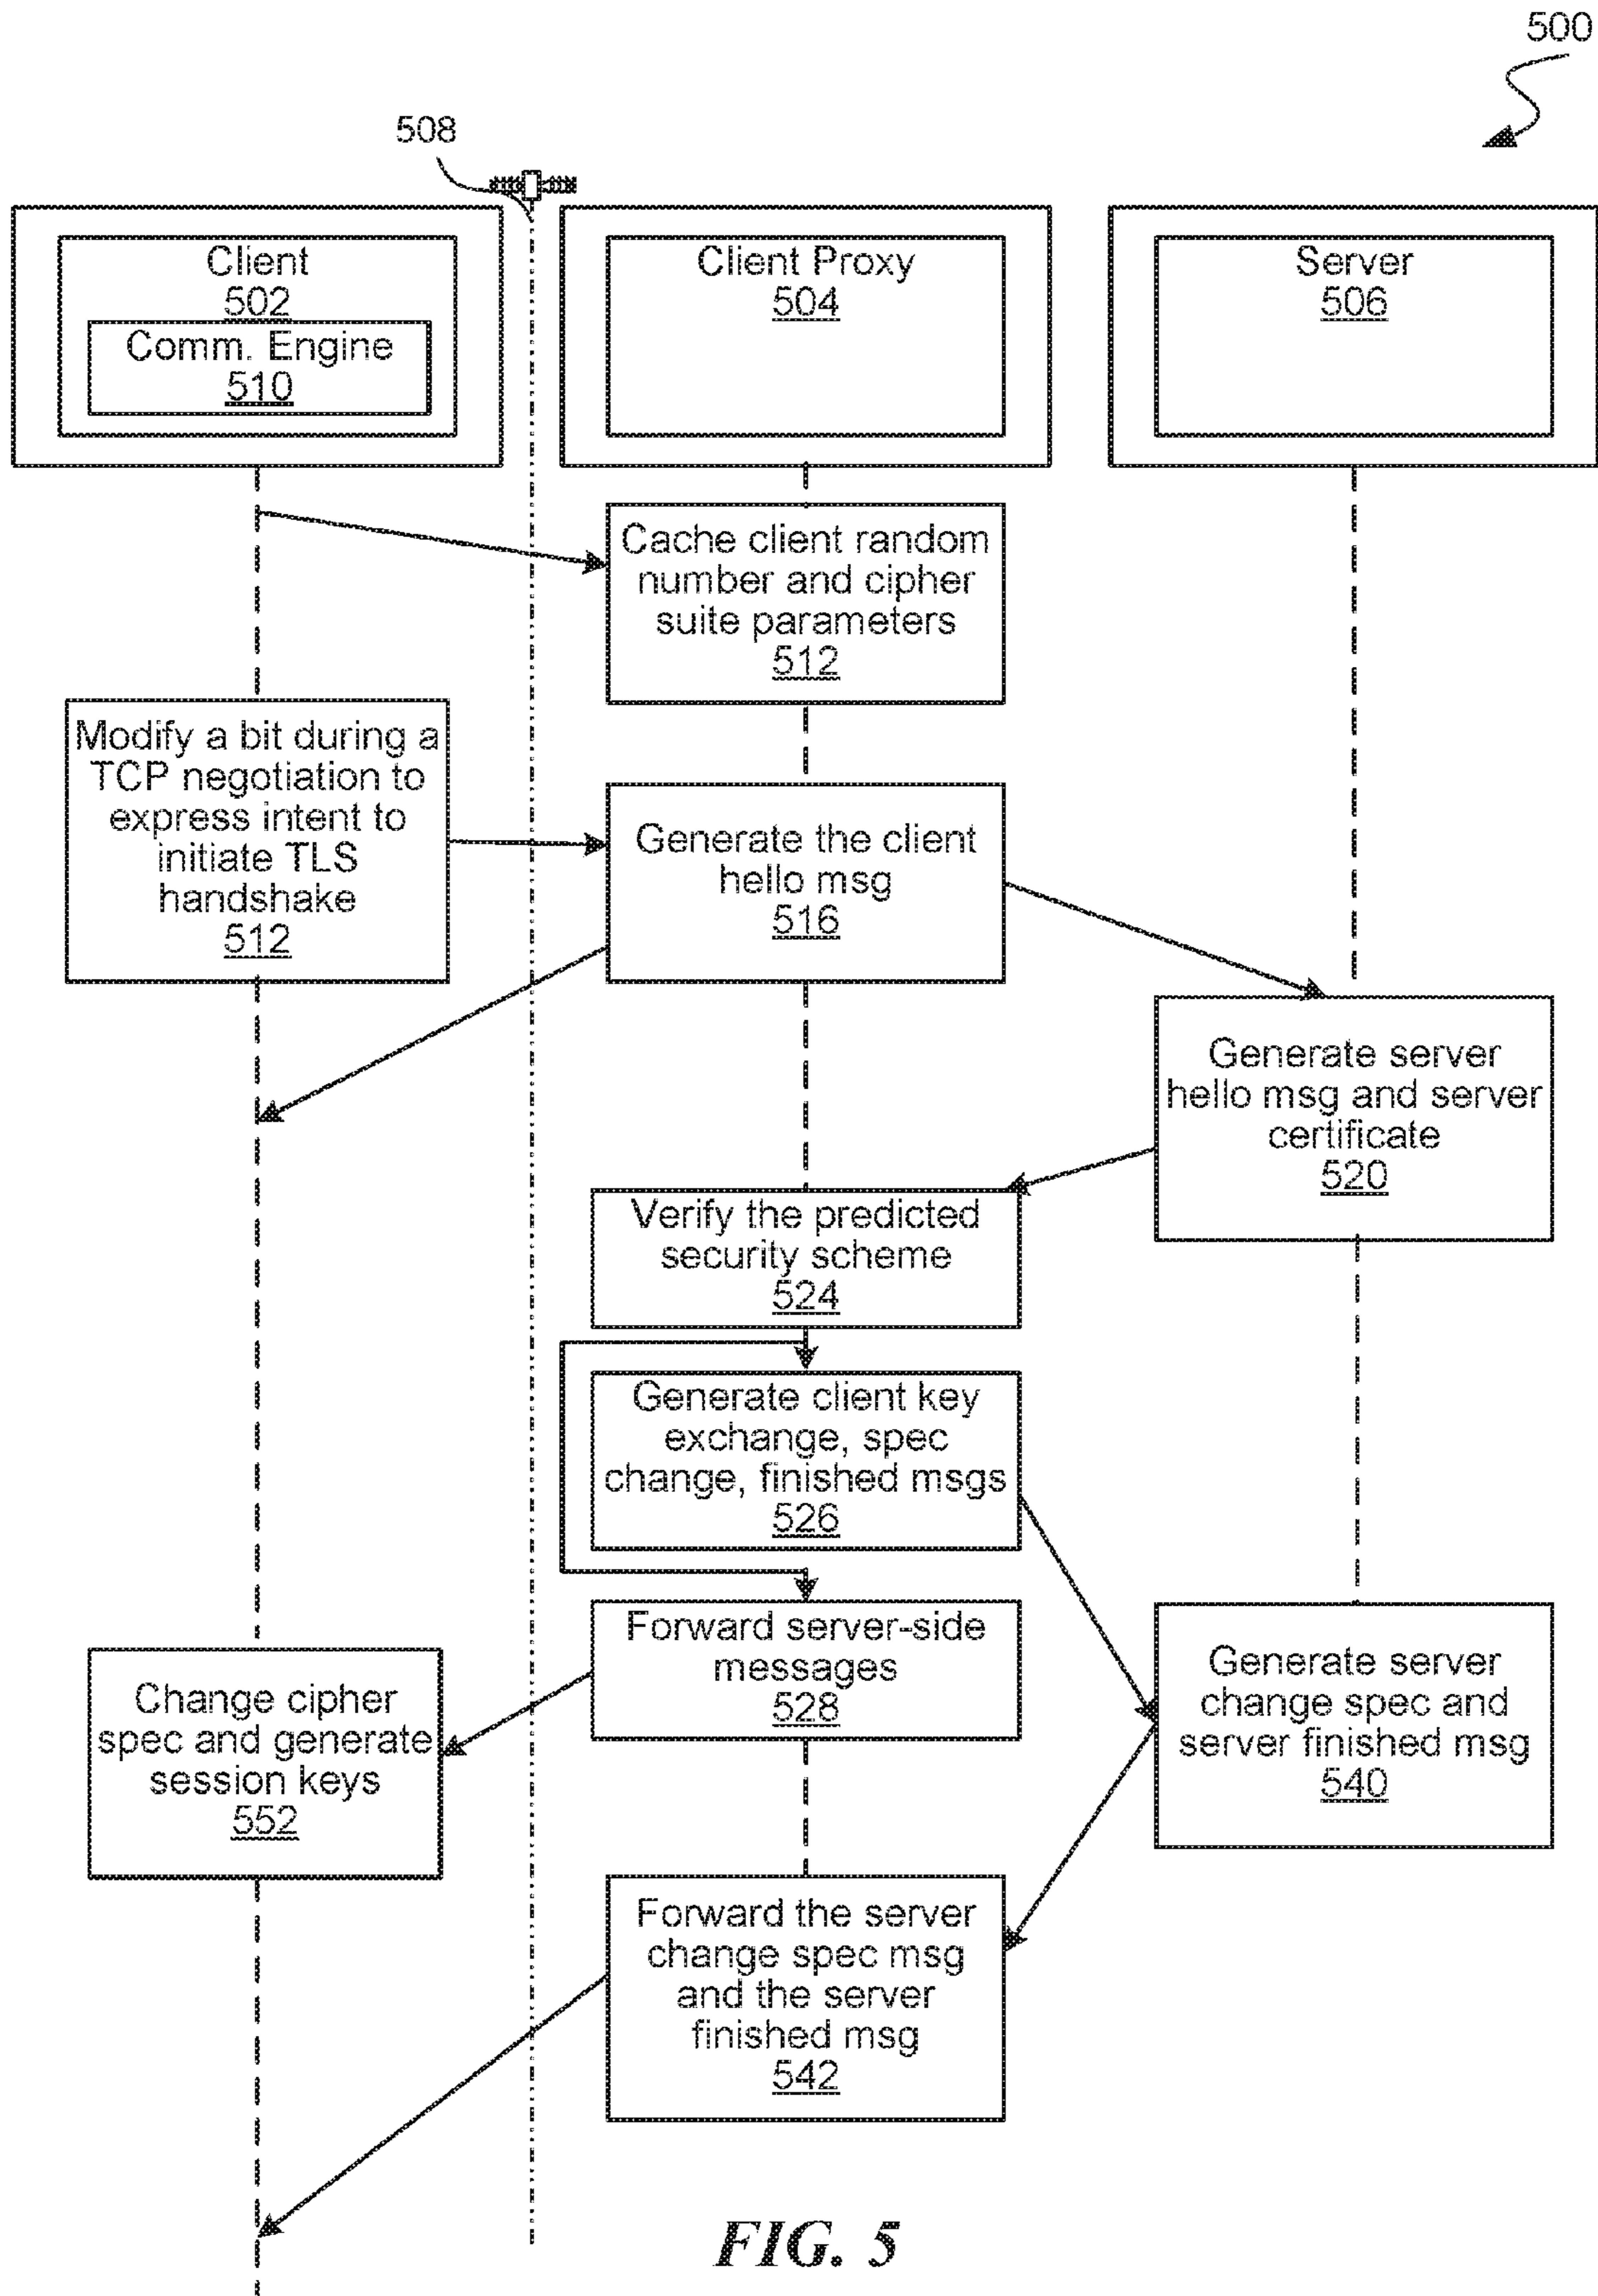 500
508
Client
502
Comm. Engine
510
Client Proxy
504
Server
506
Cache client random
number and cipher
suite parameters
512
Modify a bit during a
TCP negotiation to
express intent to
initiate TLS
handshake
512
Generate the client
hello msg
516
Generate server
hello msg and server
certificate
520
Verify the predicted
security scheme
524
Generate client key
exchange, spec
change, finished msgs
526
Forward server-side
messages
528
Change cipher
spec and generate
session keys
552
Generate server
change spec and
server finished msg
540
Forward the server
change spec msg
and the server
finished msg
542
FIG. 5